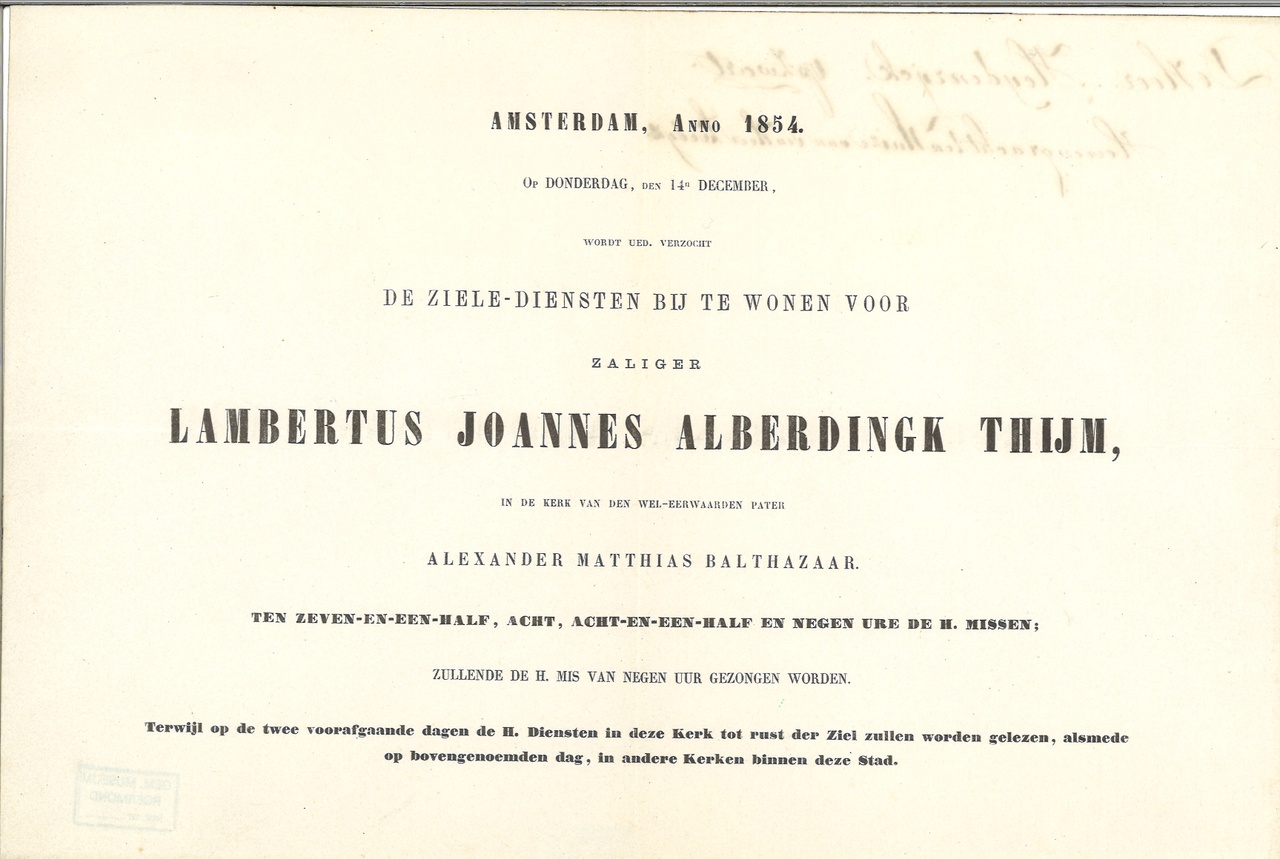 AMSTERDAM, ANNO 1854.
Op DONDERDAG, DEN 14n DECEMBER,
WORDT UED. VERZOCHT
DE ZIELE-DIENSTEN BIJ TE WONEN VOOR
ZALIGER
LAMBERTUS JOANNES ALBERDINGK THIJM,
IN DE KERK VAN DEN WEL-EERWAARDEN PATER
ALEXANDER MATTHIAS BALTHAZAAR.
TEN ZEVEN-EN-EEN-HALF, ACHT, ACHT-EN-EEN-HALF EN NEGEN URE DE H. MISSEN;
ZULLENDE DE H. MIS VAN NEGEN UUR GEZONGEN WORDEN.
Terwijl op de twee voorafgaande dagen de H. Diensten in deze Kerk tot rust der Ziel zullen worden gelezen, alsmede
op bovengenoemden dag, in andere Kerken binnen deze Stad.
GEM. MUSEUM
ROERMOND